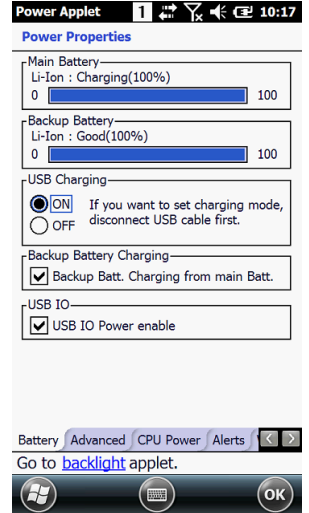 Power Applet 1 10:17
Power Properties
Main Battery
Li-Ion : Charging(100%)
0 100
Backup Battery
Li-Ion : Good(100%)
0 100
USB Charging
ON If you want to set charging mode,
OFF disconnect USB cable first.
Backup Battery Charging
Backup Batt. Charging from main Batt.
USB IO
USB IO Power enable
Battery Advanced CPU Power Alerts
Go to backlight applet.
OK